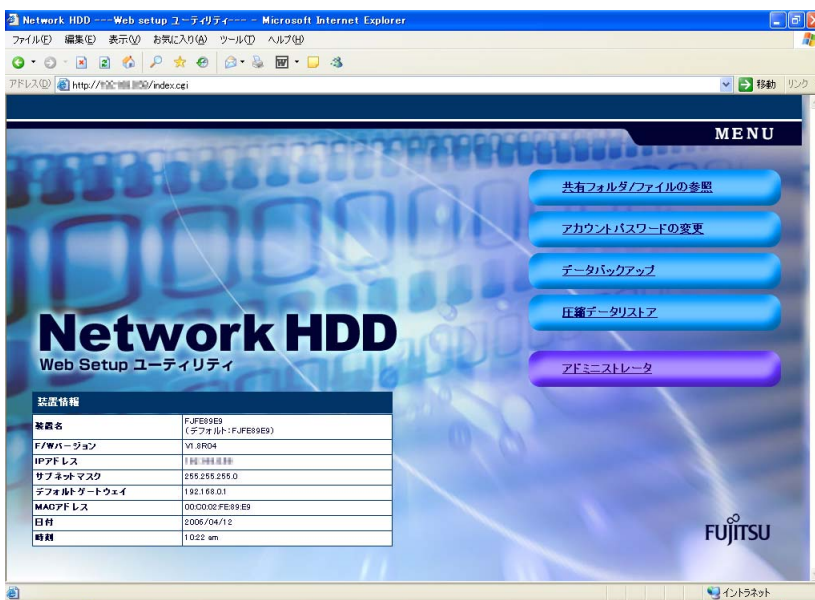 Network HDD ---Web setup ユーティリティ--- - Microsoft Internet Explorer
ファイル(F) 編集(E) 表示(V) お気に入り(A) ツール(T) ヘルプ(H)
アドレス(D) http:// /index.cgi 移動 リンク
MENU
共有フォルダ/ファイルの参照
アカウントパスワードの変更
データバックアップ
圧縮データリストア
アドミニストレータ
Network HDD
Web Setup ユーティリティ
装置情報
装置名 FJFE89E9
(デフォルト:FJFE89E9)
F/Wバージョン V1.8R04
IPアドレス
サブネットマスク 255.255.255.0
デフォルトゲートウェイ 192.168.0.1
MACアドレス 00:C0:02:FE:89:E9
日付 2006/04/12
時刻 10:22 am
FUJITSU
イントラネット